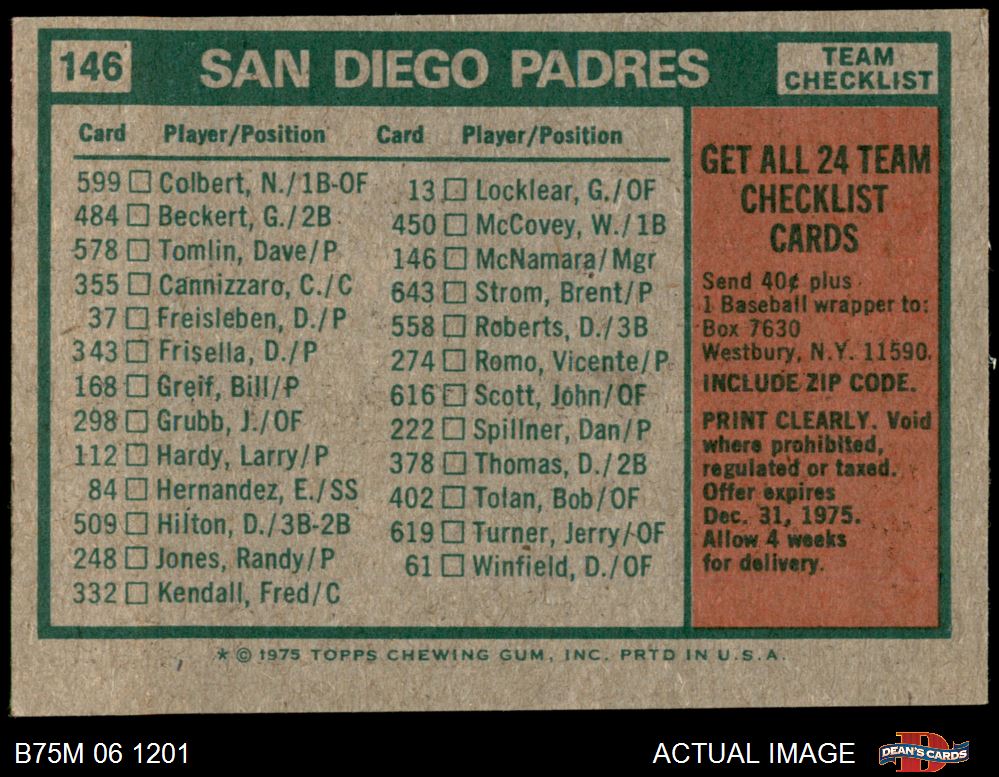 146
SAN DIEGO PADRES
TEAM
CHECKLIST
Card Player/Position Card Player/Position
599 □ Colbert, N./1B-OF
484 □ Beckert, G./2B
578 □ Tomlin, Dave/P
355 □ Cannizzaro, C./C
37 □ Freisleben, D./P
343 □ Frisella, D./P
168 □ Greif, Bill/P
298 □ Grubb, J./OF
112 □ Hardy, Larry/P
84 □ Hernandez, E./SS
509 □ Hilton, D./3B-2B
248 □ Jones, Randy/P
332 □ Kendall, Fred/C
13 □ Locklear, G./OF
450 □ McCovey, W./1B
146 □ McNamara/Mgr
643 □ Strom, Brent/P
558 □ Roberts, D./3B
274 □ Romo, Vicente/P
616 □ Scott, John/OF
222 □ Spillner, Dan/P
378 □ Thomas, D./2B
402 □ Tolan, Bob/OF
619 □ Turner, Jerry/OF
61 □ Winfield, D./OF
GET ALL 24 TEAM
CHECKLIST
CARDS
Send 40¢ plus
1 Baseball wrapper to:
Box 7630
Westbury, N.Y. 11590.
INCLUDE ZIP CODE.
PRINT CLEARLY. Void
where prohibited,
regulated or taxed.
Offer expires
Dec. 31, 1975.
Allow 4 weeks
for delivery.
* © 1975 TOPPS CHEWING GUM, INC. PRTD IN U.S.A.
B75M 06 1201
ACTUAL IMAGE
D
DEAN'S CARDS